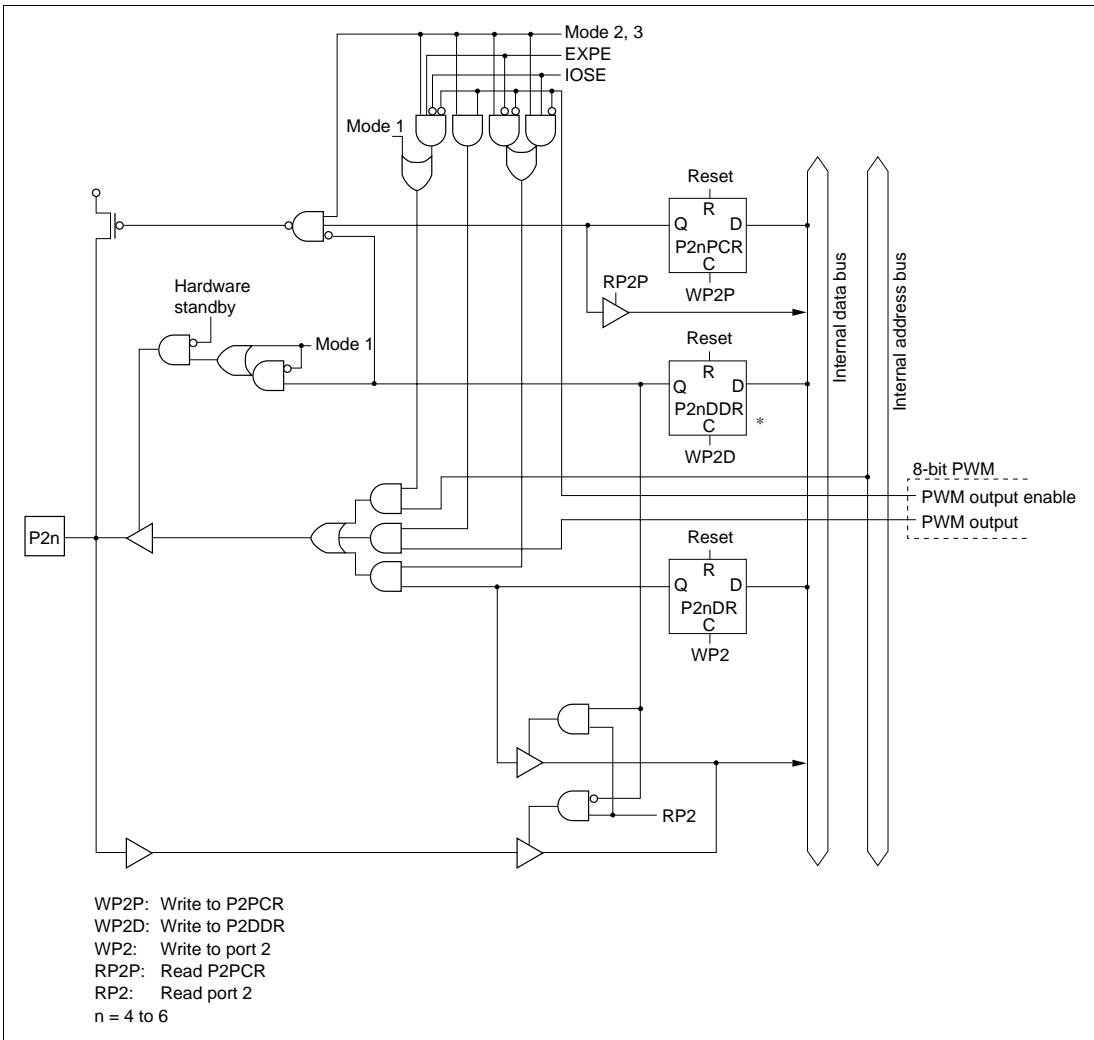 Mode 2, 3
EXPE
IOSE
Mode 1
Reset
R
Q D
P2nPCR
C
WP2P
RP2P
Hardware
standby
Mode 1
Reset
R
Q D
P2nDDR
C
*
WP2D
Internal data bus
Internal address bus
8-bit PWM
PWM output enable
PWM output
P2n
Reset
R
Q D
P2nDR
C
WP2
RP2
WP2P: Write to P2PCR
WP2D: Write to P2DDR
WP2: Write to port 2
RP2P: Read P2PCR
RP2: Read port 2
n = 4 to 6